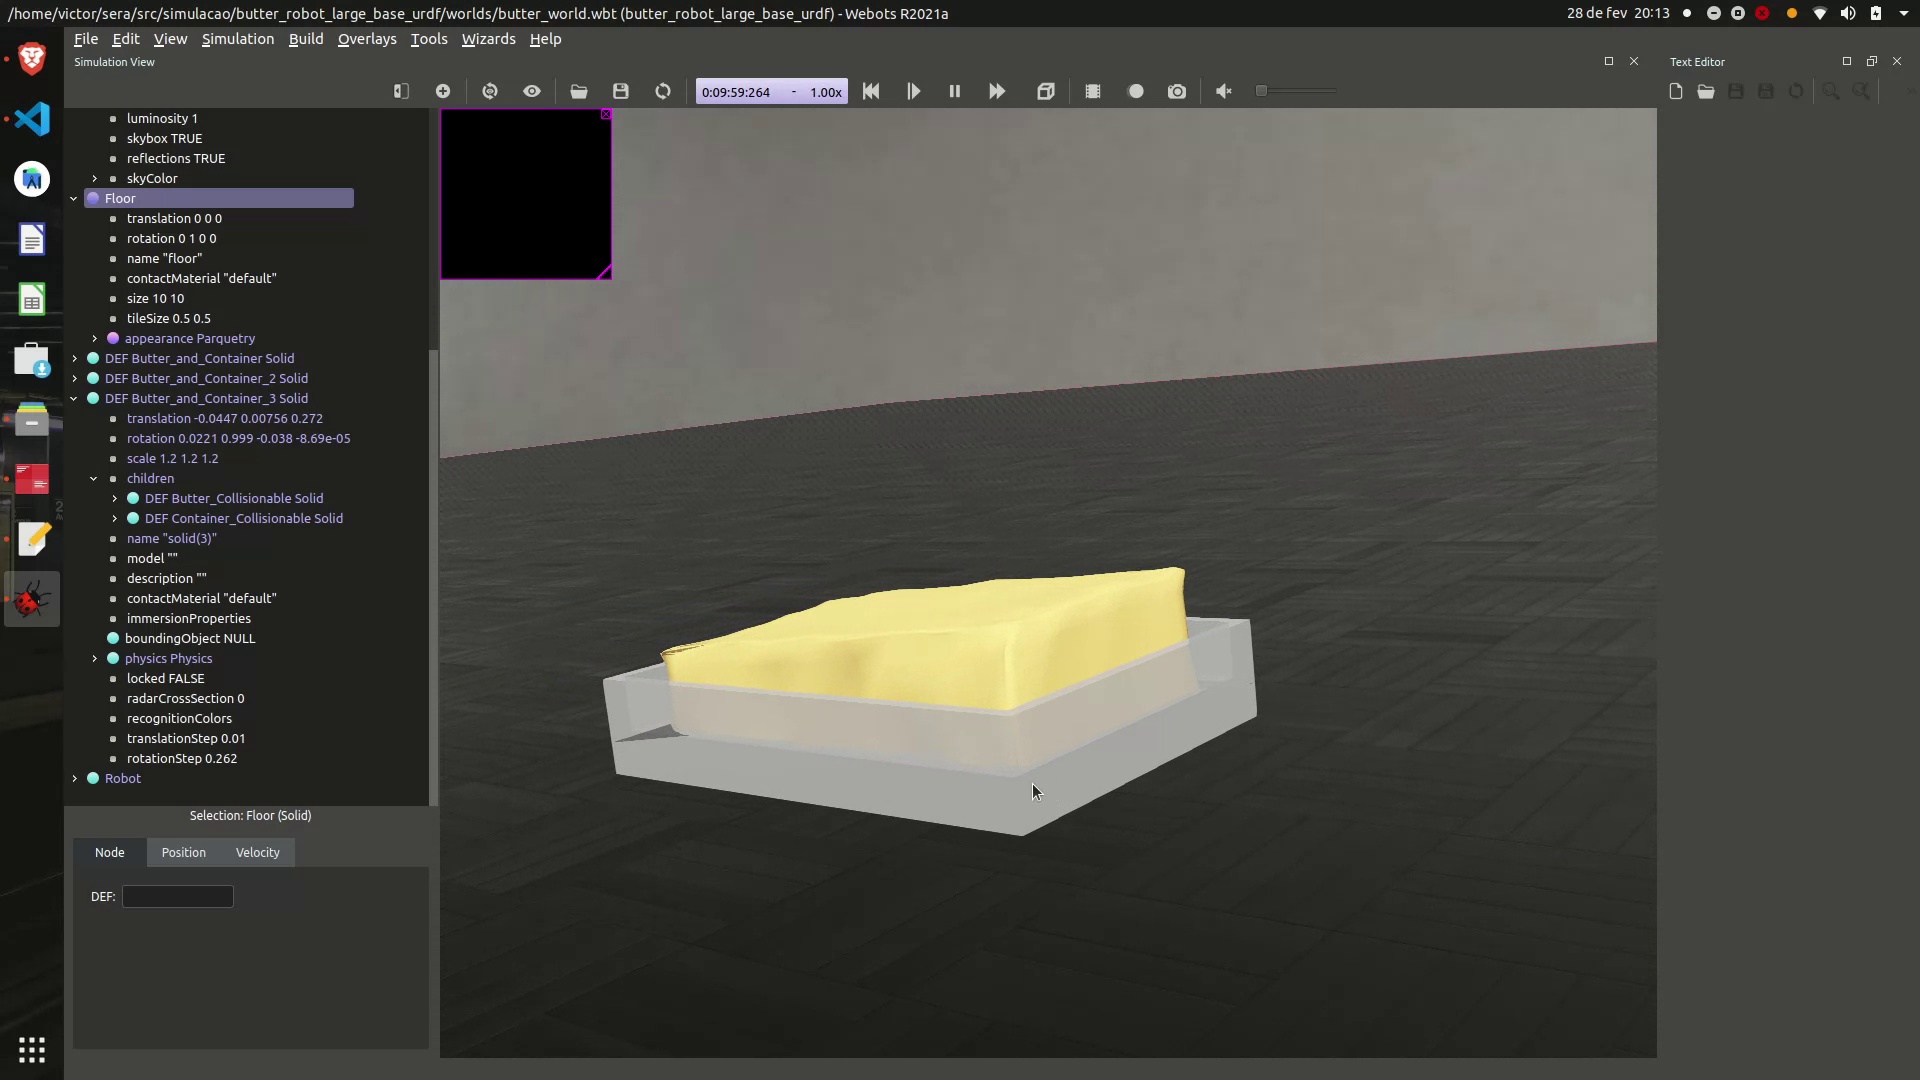 /home/victor/sera/src/simulacao/butter_robot_large_base_urdf/worlds/butter_world.wbt (butter_robot_large_base_urdf) - Webots R2021a
28 de fev 20:13
File Edit View Simulation Build Overlays Tools Wizards Help
Simulation View
Text Editor
0:09:59:264 - 1.00x
luminosity 1
skybox TRUE
reflections TRUE
skyColor
Floor
translation 0 0 0
rotation 0 1 0 0
name "floor"
contactMaterial "default"
size 10 10
tileSize 0.5 0.5
appearance Parquetry
DEF Butter_and_Container Solid
DEF Butter_and_Container_2 Solid
DEF Butter_and_Container_3 Solid
translation -0.0447 0.00756 0.272
rotation 0.0221 0.999 -0.038 -8.69e-05
scale 1.2 1.2 1.2
children
DEF Butter_Collisionable Solid
DEF Container_Collisionable Solid
name "solid(3)"
model ""
description ""
contactMaterial "default"
immersionProperties
boundingObject NULL
physics Physics
locked FALSE
radarCrossSection 0
recognitionColors
translationStep 0.01
rotationStep 0.262
Robot
Selection: Floor (Solid)
Node Position Velocity
DEF: